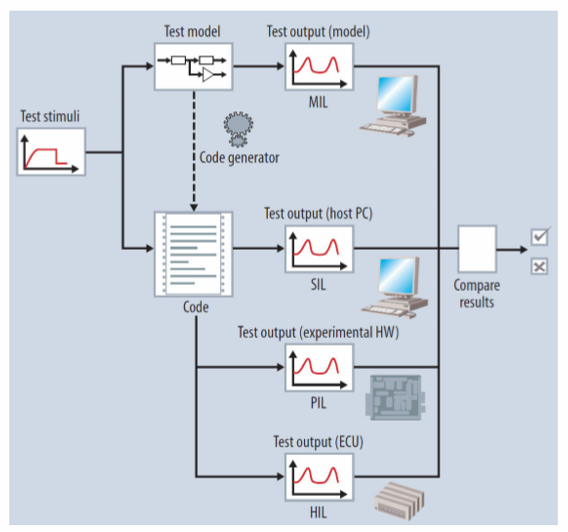 Test model
Test output (model)
MIL
Test stimuli
Code generator
Test output (host PC)
SIL
Code
Compare
results
Test output (experimental HW)
PIL
Test output (ECU)
HIL